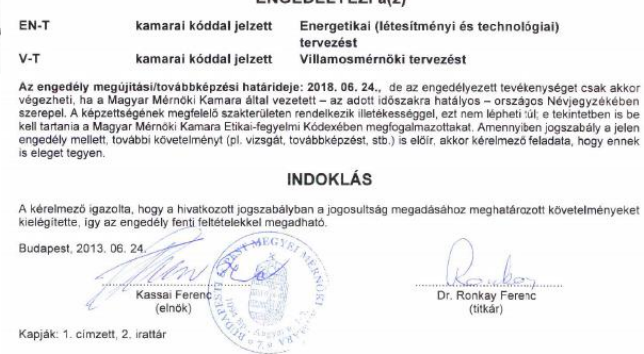 ENGEDÉLYEZI a(z)
EN-T kamarai kóddal jelzett Energetikai (létesítményi és technológiai)
tervezést
V-T kamarai kóddal jelzett Villamosmérnöki tervezést
Az engedély megújítási/továbbképzési határideje: 2018. 06. 24., de az engedélyezett tevékenységet csak akkor
végezheti, ha a Magyar Mérnöki Kamara által vezetett – az adott időszakra hatályos – országos Névjegyzékében
szerepel. A képzettségének megfelelő szakterületen rendelkezik illetékességgel, ezt nem lépheti túl; e tekintetben is be
kell tartania a Magyar Mérnöki Kamara Etikai-fegyelmi Kódexében megfogalmazottakat. Amennyiben jogszabály a jelen
engedély mellett, további követelményt (pl. vizsgát, továbbképzést, stb.) is előír, akkor kérelmező feladata, hogy ennek
is eleget tegyen.
INDOKLÁS
A kérelmező igazolta, hogy a hivatkozott jogszabályban a jogosultság megadásához meghatározott követelményeket
kielégítette, így az engedély fenti feltételekkel megadható.
Budapest, 2013. 06. 24.
Kassai Ferenc
(elnök)
Dr. Ronkay Ferenc
(titkár)
BUDAPESTI ÉS PEST MEGYEI MÉRNÖKI KAMARA
Kapják: 1. címzett, 2. irattár